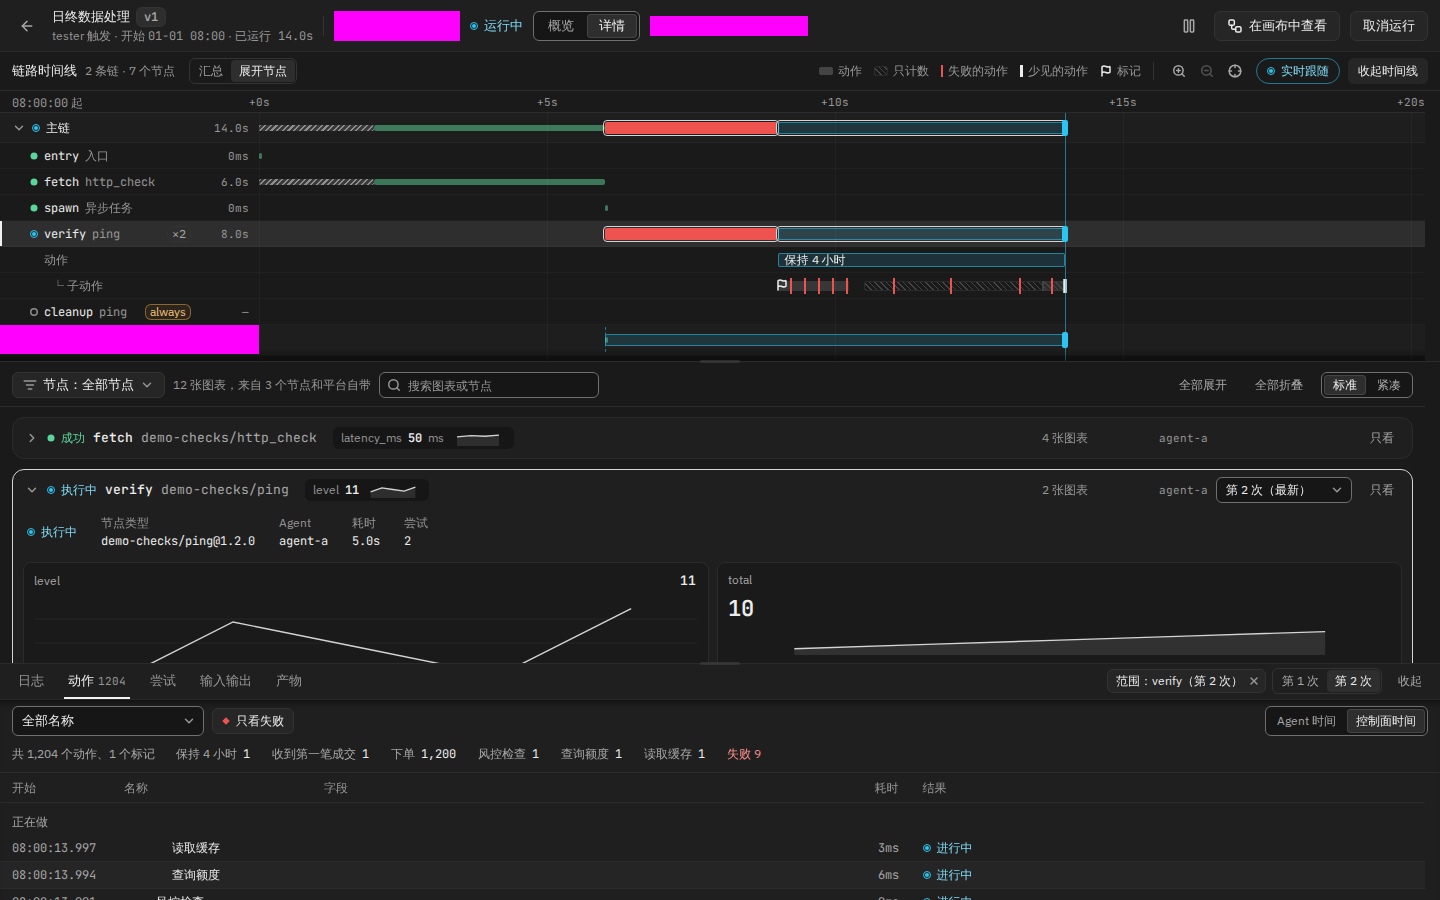 日终数据处理 v1
tester 触发 · 开始 01-01 08:00 · 已运行 14.0s
运行中
概览 详情
在画布中查看 取消运行
链路时间线 2 条链 · 7 个节点 汇总 展开节点
动作 只计数 失败的动作 少见的动作 标记 实时跟随 收起时间线
08:00:00 起 +0s +5s +10s +15s +20s
主链 14.0s
entry 入口 0ms
fetch http_check 6.0s
spawn 异步任务 0ms
verify ping ×2 8.0s
动作 保持 4 小时
└ 子动作
cleanup ping always —
节点：全部节点 12 张图表，来自 3 个节点和平台自带 搜索图表或节点 全部展开 全部折叠 标准 紧凑
成功 fetch demo-checks/http_check latency_ms 50 ms 4 张图表 agent-a 只看
执行中 verify demo-checks/ping level 11 2 张图表 agent-a 第 2 次（最新） 只看
执行中
节点类型 Agent 耗时 尝试
demo-checks/ping@1.2.0 agent-a 5.0s 2
level 11
total
10
日志 动作 1204 尝试 输入输出 产物 范围：verify（第 2 次） 第 1 次 第 2 次 收起
全部名称 只看失败 Agent 时间 控制面时间
共 1,204 个动作、1 个标记 保持 4 小时 1 收到第一笔成交 1 下单 1,200 风控检查 1 查询额度 1 读取缓存 1 失败 9
开始 名称 字段 耗时 结果
正在做
08:00:13.997 读取缓存 3ms 进行中
08:00:13.994 查询额度 6ms 进行中